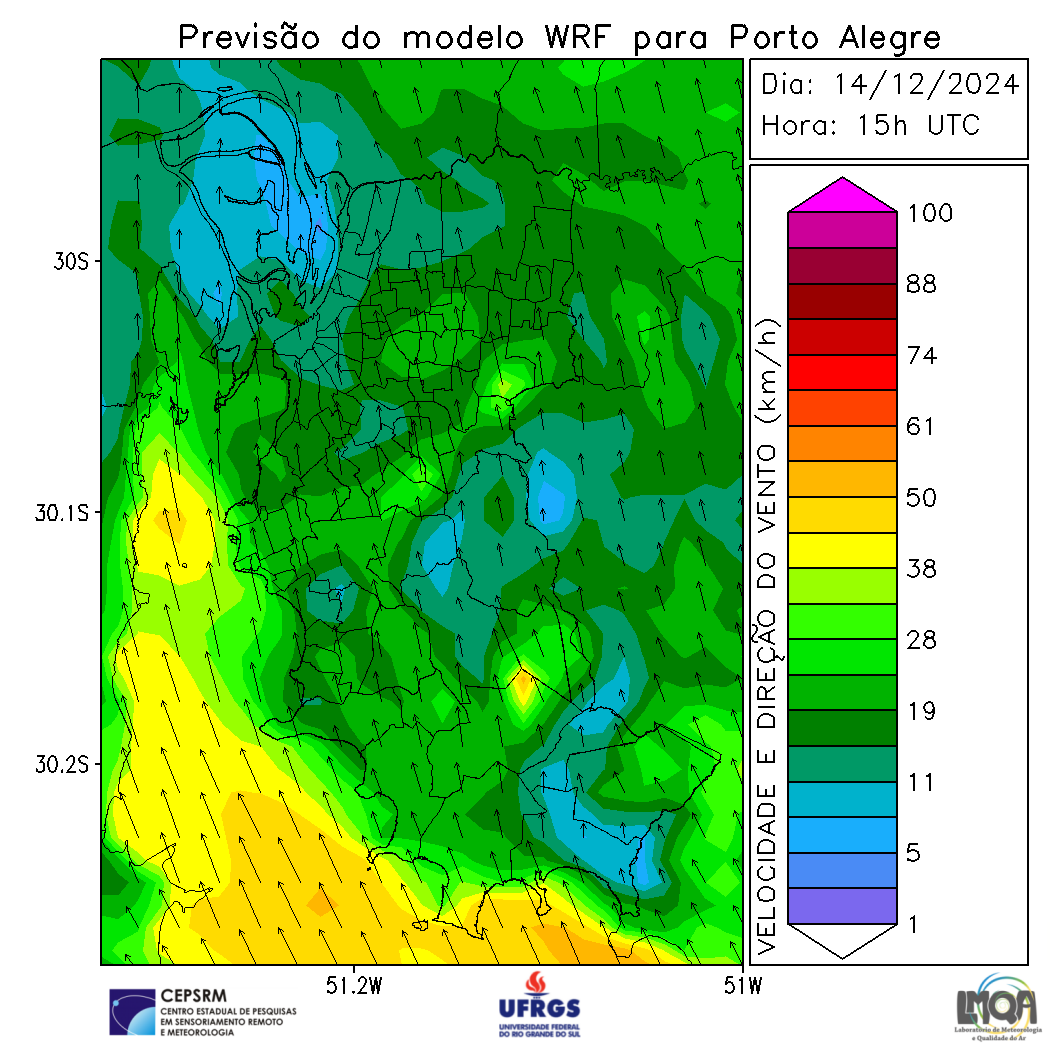 Previsão do modelo WRF para Porto Alegre
Dia: 14/12/2024
Hora: 15h UTC
30S
30.1S
30.2S
51.2W
51W
VELOCIDADE E DIREÇÃO DO VENTO (km/h)
100
88
74
61
50
38
28
19
11
5
1
CEPSRM
CENTRO ESTADUAL DE PESQUISAS
EM SENSORIAMENTO REMOTO
E METEOROLOGIA
UFRGS
UNIVERSIDADE FEDERAL
DO RIO GRANDE DO SUL
LMQA
Laboratório de Meteorologia
e Qualidade do Ar